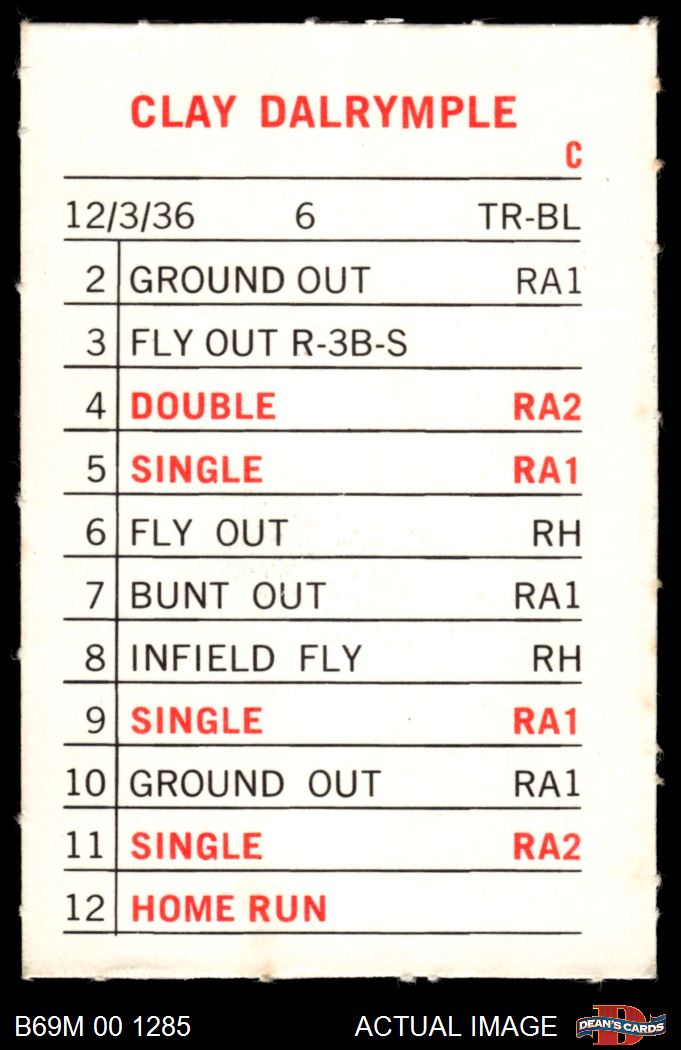 CLAY DALRYMPLE
C
12/3/36 6 TR-BL
2 GROUND OUT RA1
3 FLY OUT R-3B-S
4 DOUBLE RA2
5 SINGLE RA1
6 FLY OUT RH
7 BUNT OUT RA1
8 INFIELD FLY RH
9 SINGLE RA1
10 GROUND OUT RA1
11 SINGLE RA2
12 HOME RUN
B69M 00 1285 ACTUAL IMAGE D DEAN'S CARDS